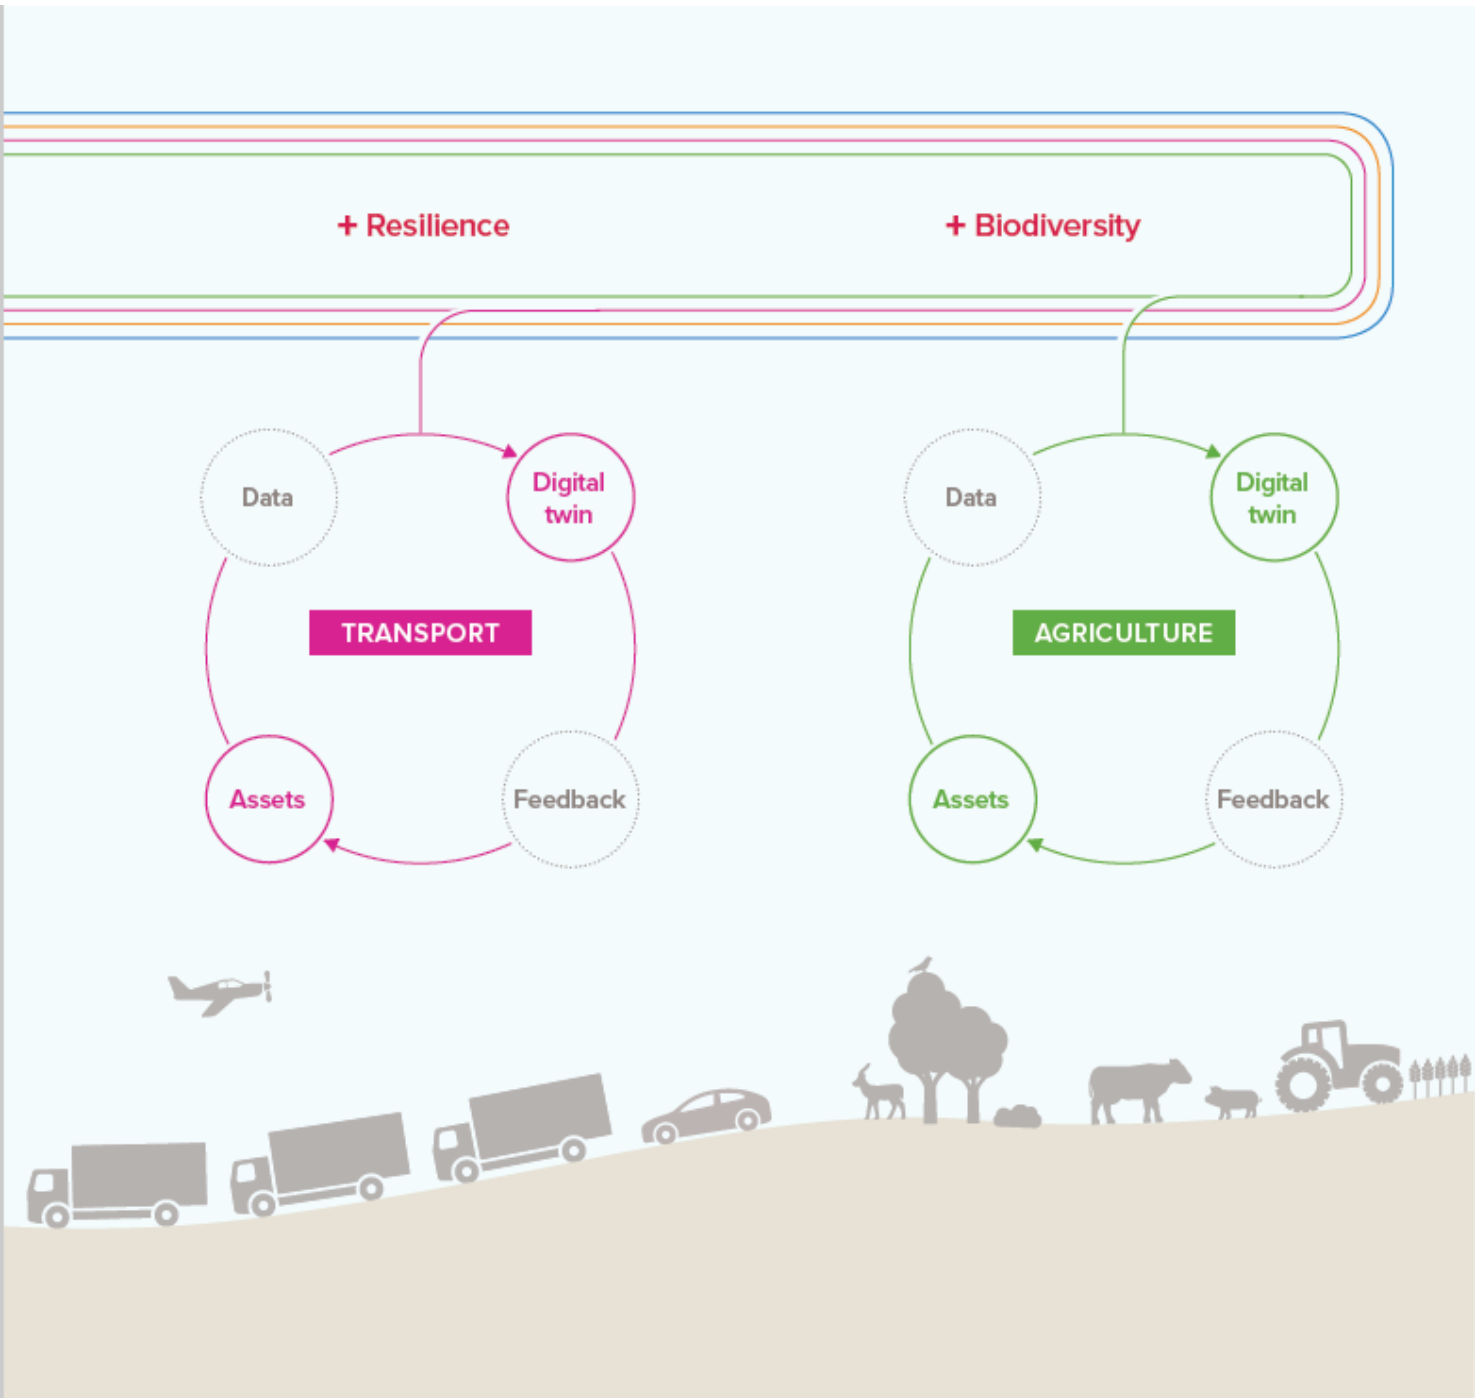 + Resilience
+ Biodiversity
Data
Digital
twin
TRANSPORT
Assets
Feedback
Data
Digital
twin
AGRICULTURE
Assets
Feedback